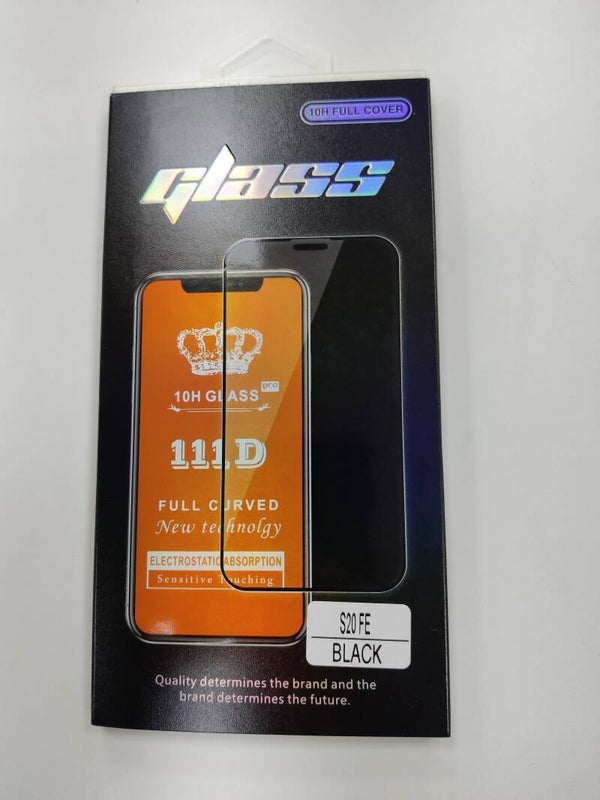 10H FULL COVER
glass
10H GLASS pro
111D
FULL CURVED
New technolgy
ELECTROSTATIC ABSORPTION
Sensitive Touching
S20 FE
BLACK
Quality determines the brand and the
brand determines the future.